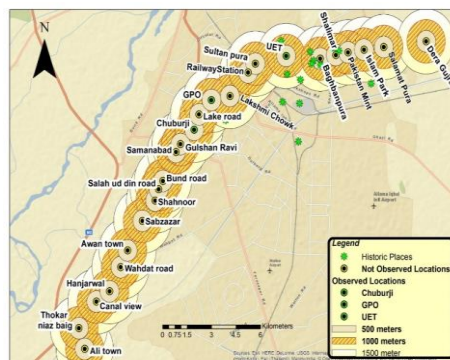 N
Sultan pura
UET
Shalimar
Pakistan Mint
Islam Park
Salamat Pura
Dera Gujra
RailwayStation
Baghbanpura
GPO
Lakshmi Chowk
Lake road
Chuburji
Gulshan Ravi
Samanabad
Bund road
Salah ud din road
Shahnoor
Sabzazar
Awan town
Wahdat road
Hanjarwal
Canal view
Thokar
niaz baig
Ali town
Kilometers
0 0.75 1.5 3 4.5 6
Legend
Historic Places
Not Observed Locations
Observed Locations
Chuburji
GPO
UET
500 meters
1000 meters
1500 meters